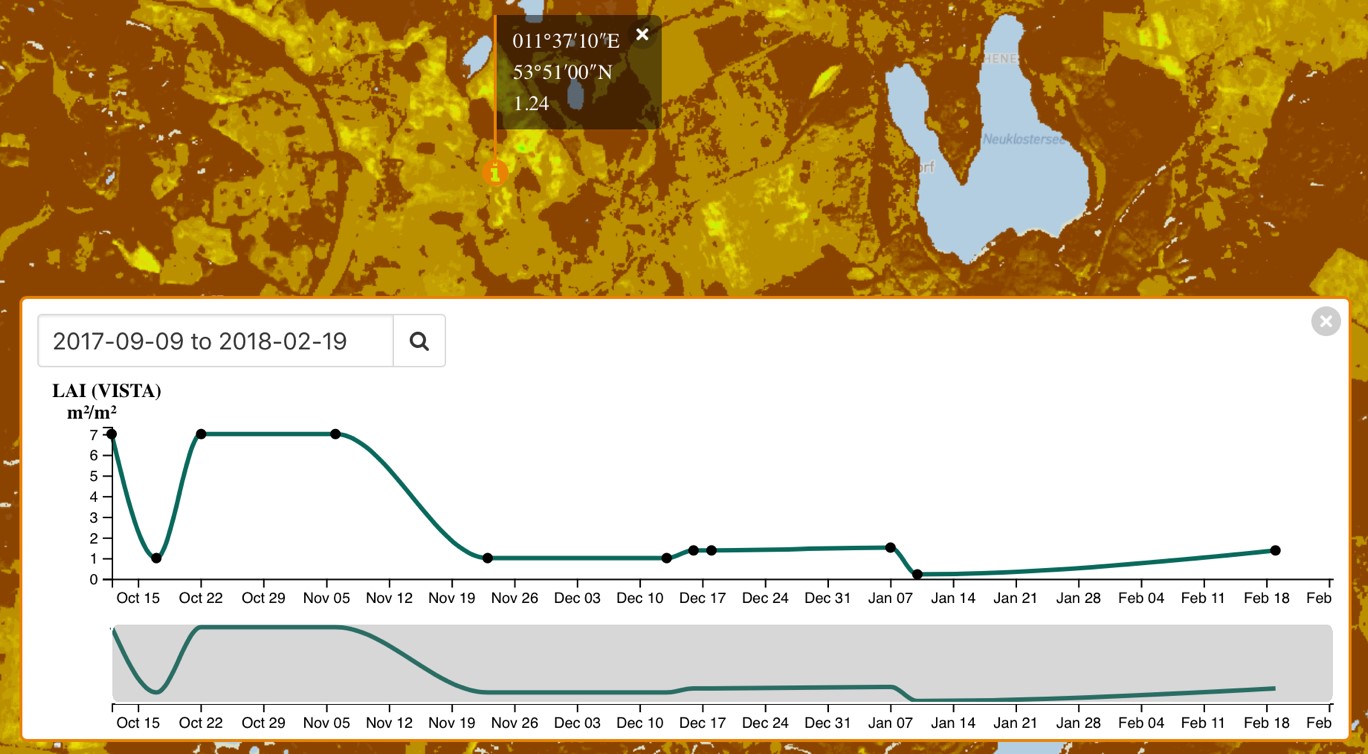 011°37′10″E
53°51′00″N
1.24
HENE
Neuklostersee
orf
i
2017-09-09 to 2018-02-19
LAI (VISTA)
m²/m²
7
6
5
4
3
2
1
0
Oct 15 Oct 22 Oct 29 Nov 05 Nov 12 Nov 19 Nov 26 Dec 03 Dec 10 Dec 17 Dec 24 Dec 31 Jan 07 Jan 14 Jan 21 Jan 28 Feb 04 Feb 11 Feb 18 Feb
Oct 15 Oct 22 Oct 29 Nov 05 Nov 12 Nov 19 Nov 26 Dec 03 Dec 10 Dec 17 Dec 24 Dec 31 Jan 07 Jan 14 Jan 21 Jan 28 Feb 04 Feb 11 Feb 18 Feb